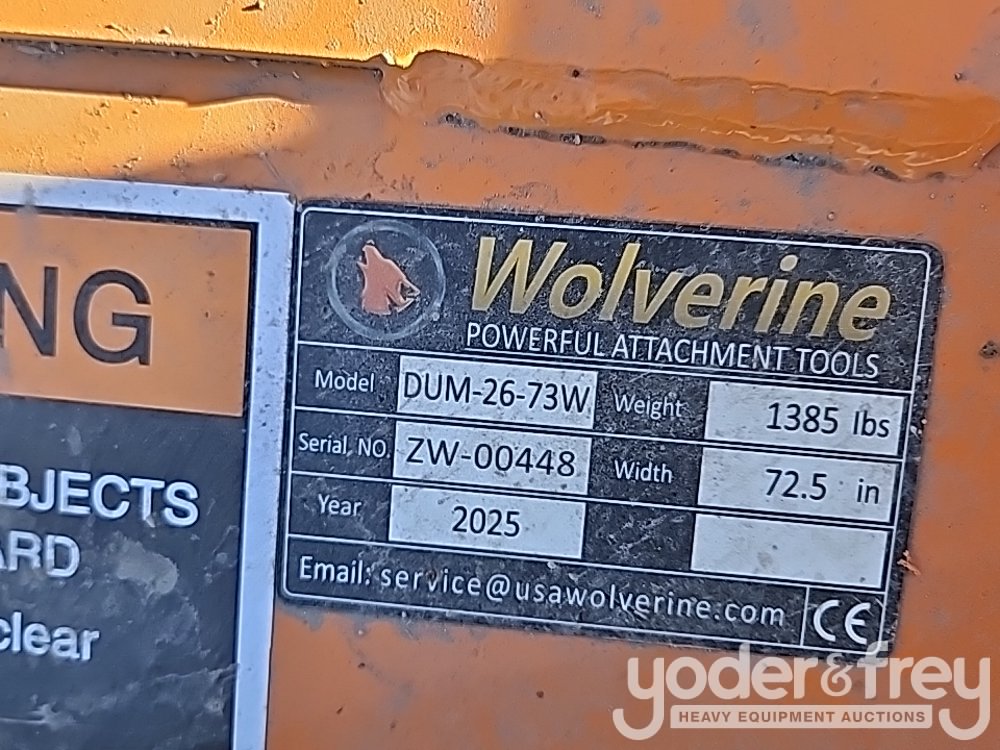 NG
BJECTS
ARD
clear
Wolverine
POWERFUL ATTACHMENT TOOLS
Model DUM-26-73W Weight 1385 lbs
Serial, NO. ZW-00448 Width 72.5 in
Year 2025
Email: service@usawolverine.com CE
yoder&frey
HEAVY EQUIPMENT AUCTIONS